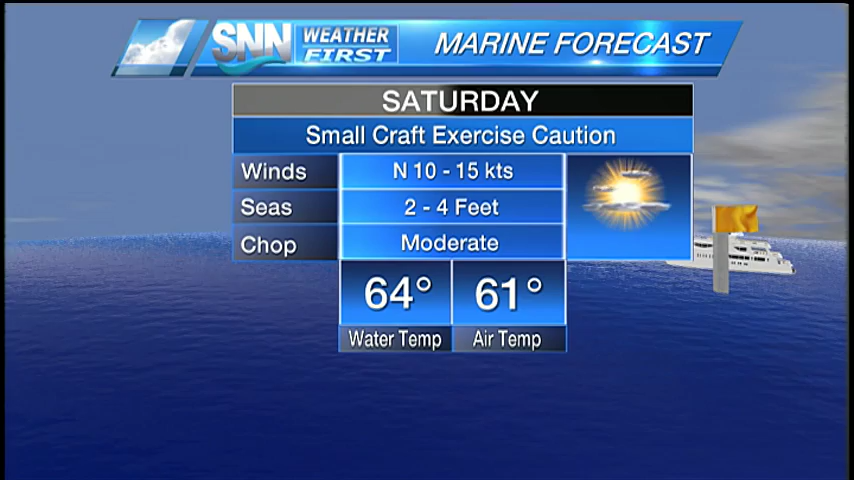 SNN WEATHER FIRST MARINE FORECAST
SATURDAY
Small Craft Exercise Caution
Winds N 10 - 15 kts
Seas 2 - 4 Feet
Chop Moderate
64° 61°
Water Temp Air Temp